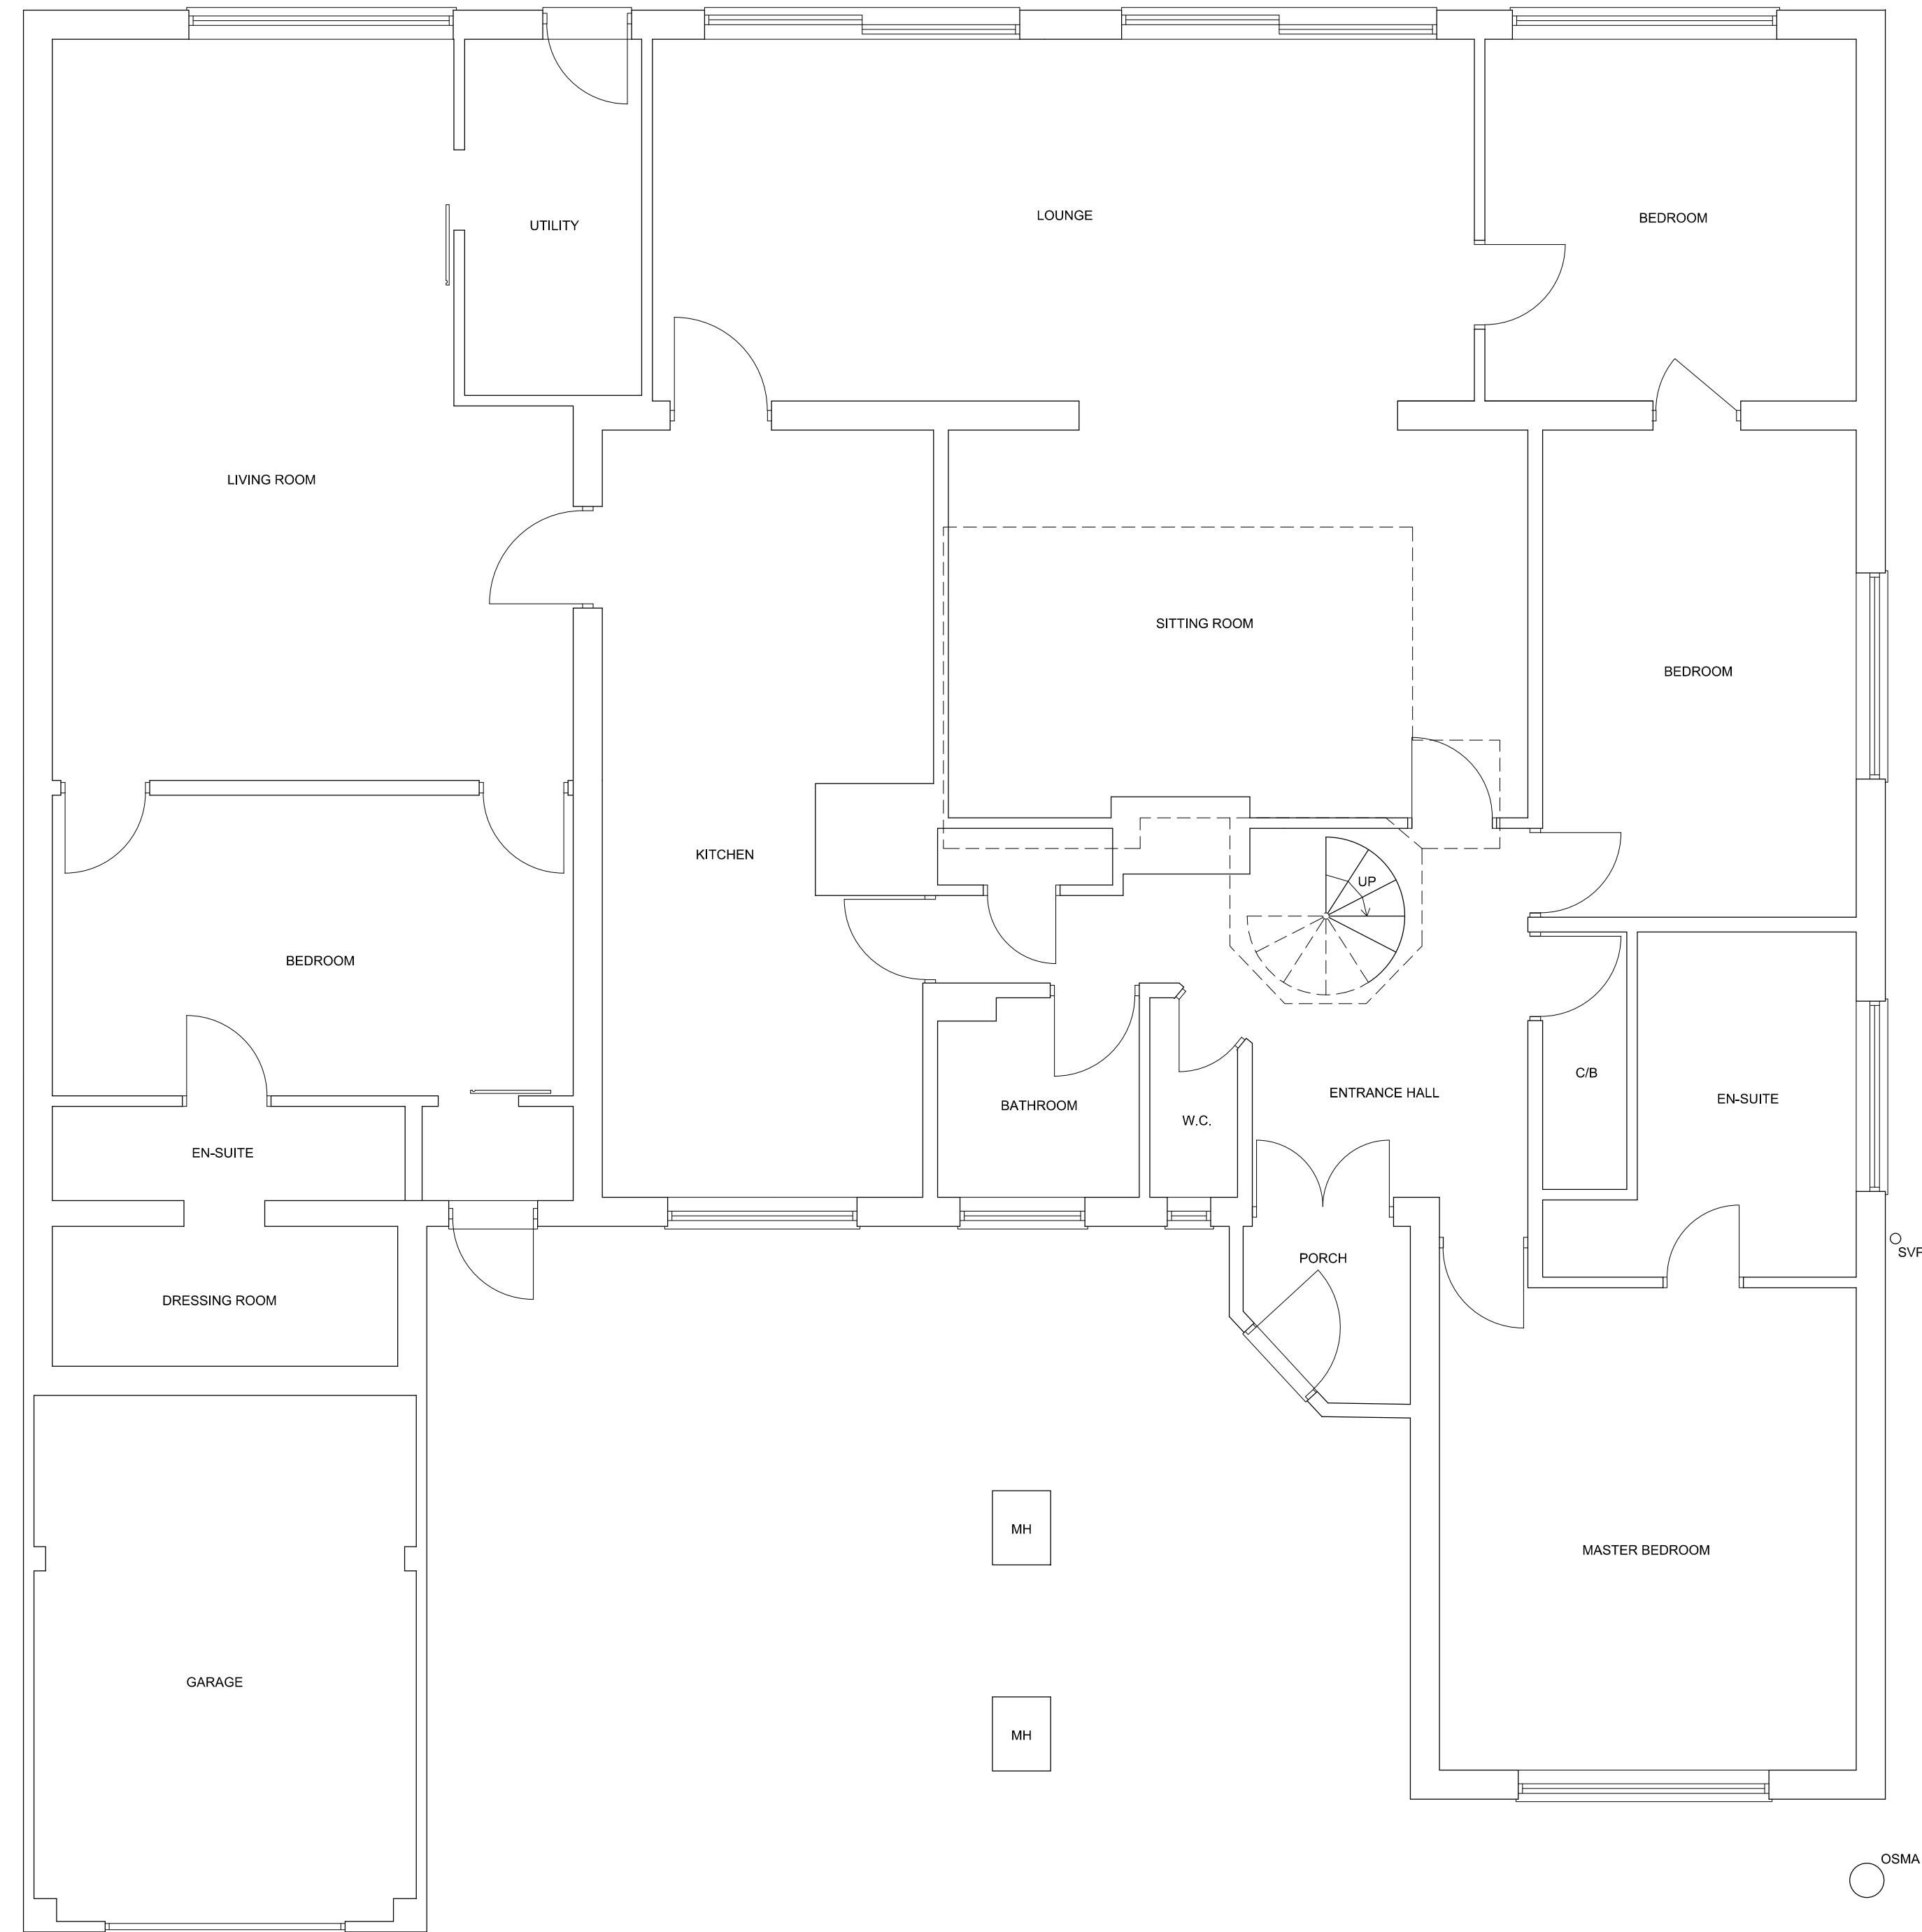 LOUNGE
BEDROOM
UTILITY
LIVING ROOM
SITTING ROOM
BEDROOM
KITCHEN
UP
BEDROOM
C/B
ENTRANCE HALL
EN-SUITE
BATHROOM
W.C.
EN-SUITE
SVP
PORCH
DRESSING ROOM
MH
MASTER BEDROOM
GARAGE
MH
OSMA